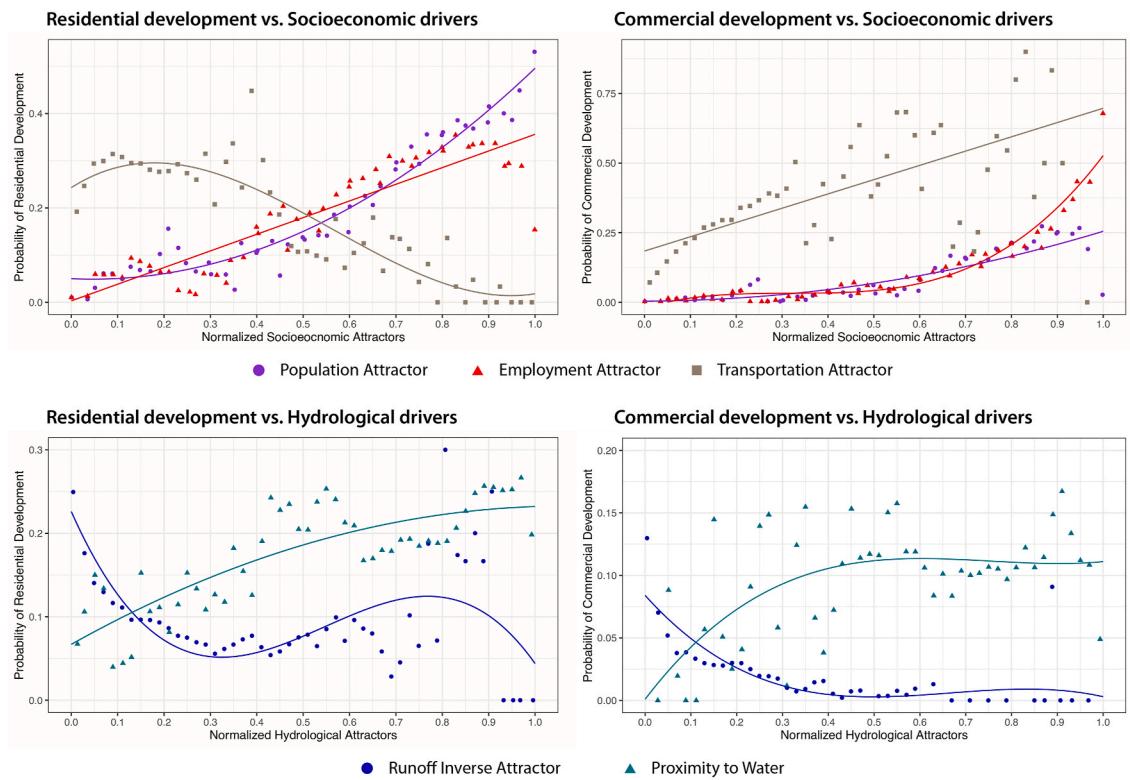 Residential development vs. Socioeconomic drivers
Commercial development vs. Socioeconomic drivers
Probability of Residential Development
0.4
0.2
0.0
0.0 0.1 0.2 0.3 0.4 0.5 0.6 0.7 0.8 0.9 1.0
Normalized Socioeocnomic Attractors
Probability of Commercial Development
0.75
0.50
0.25
0.00
0.0 0.1 0.2 0.3 0.4 0.5 0.6 0.7 0.8 0.9 1.0
Normalized Socioeocnomic Attractors
Population Attractor Employment Attractor Transportation Attractor
Residential development vs. Hydrological drivers
Commercial development vs. Hydrological drivers
Probability of Residential Development
0.3
0.2
0.1
0.0
0.0 0.1 0.2 0.3 0.4 0.5 0.6 0.7 0.8 0.9 1.0
Normalized Hydrological Attractors
Probability of Commercial Development
0.20
0.15
0.10
0.05
0.00
0.0 0.1 0.2 0.3 0.4 0.5 0.6 0.7 0.8 0.9 1.0
Normalized Hydrological Attractors
Runoff Inverse Attractor Proximity to Water